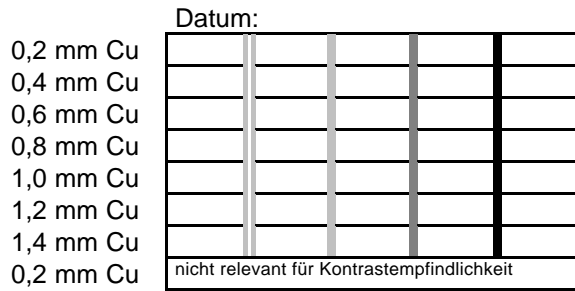 Datum:
0,2 mm Cu
0,4 mm Cu
0,6 mm Cu
0,8 mm Cu
1,0 mm Cu
1,2 mm Cu
1,4 mm Cu
0,2 mm Cu nicht relevant für Kontrastempfindlichkeit